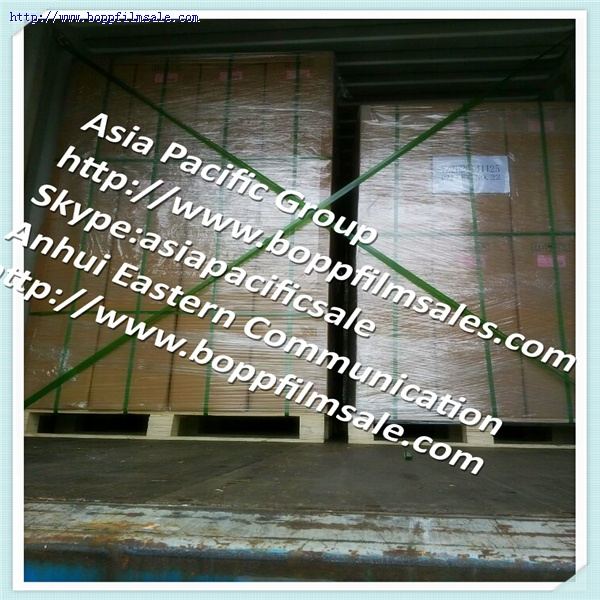 http://www.boppfilmsale.com
Asia Pacific Group
http://www.boppfilmsales.com
Skype:asiapacificsale
Anhui Eastern Communication
http://www.boppfilmsale.com